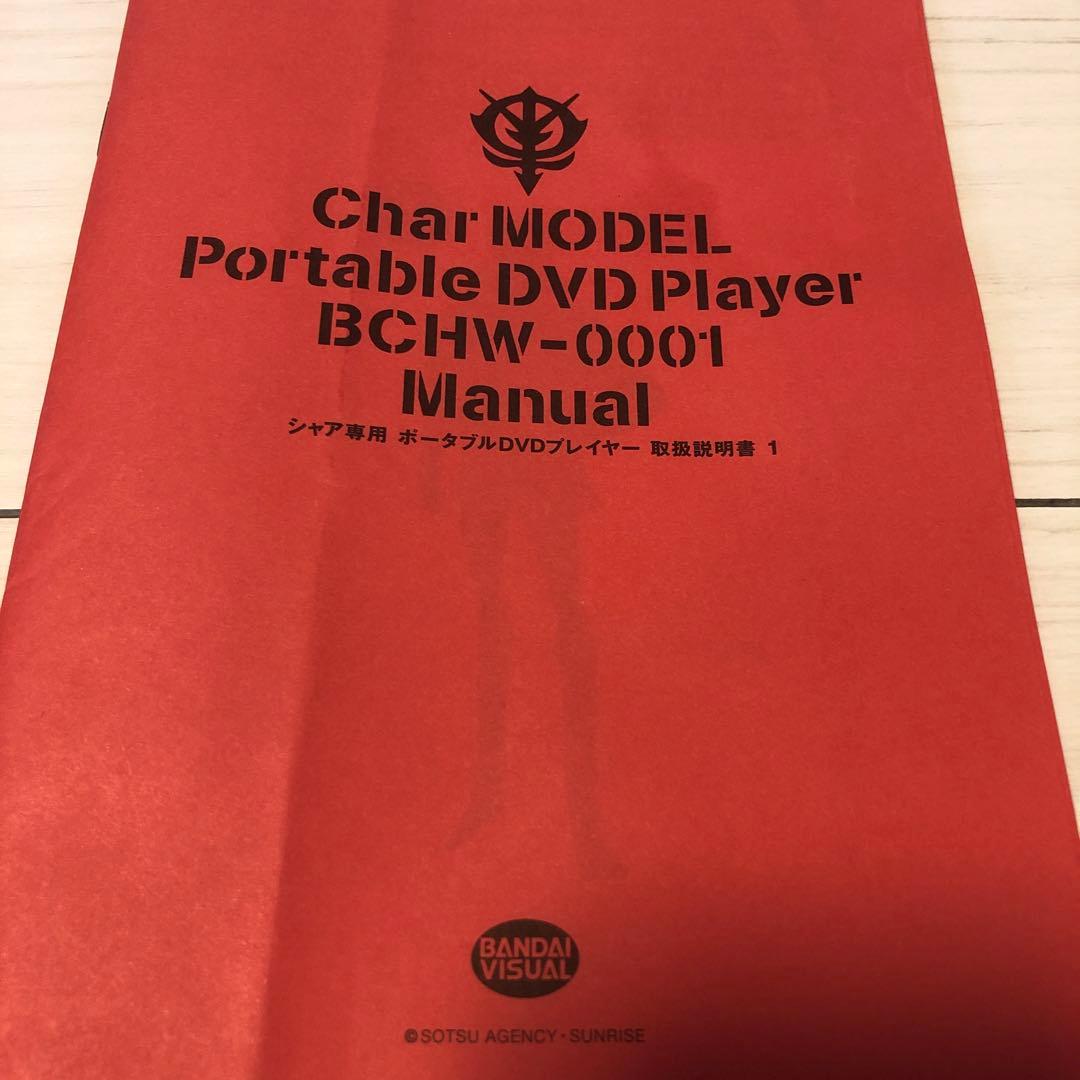 Char MODEL
Portable DVD Player
BCHW-0001
Manual
シャア専用 ポータブルDVDプレイヤー 取扱説明書 1
BANDAI
VISUAL
©SOTSU AGENCY・SUNRISE